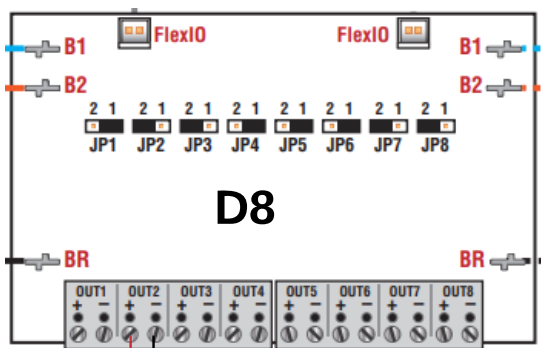 FlexIO FlexIO
B1 B1
B2 B2
2 1 2 1 2 1 2 1 2 1 2 1 2 1 2 1
JP1 JP2 JP3 JP4 JP5 JP6 JP7 JP8
D8
BR BR
OUT1 OUT2 OUT3 OUT4 OUT5 OUT6 OUT7 OUT8
+ − + − + − + − + − + − + − + −